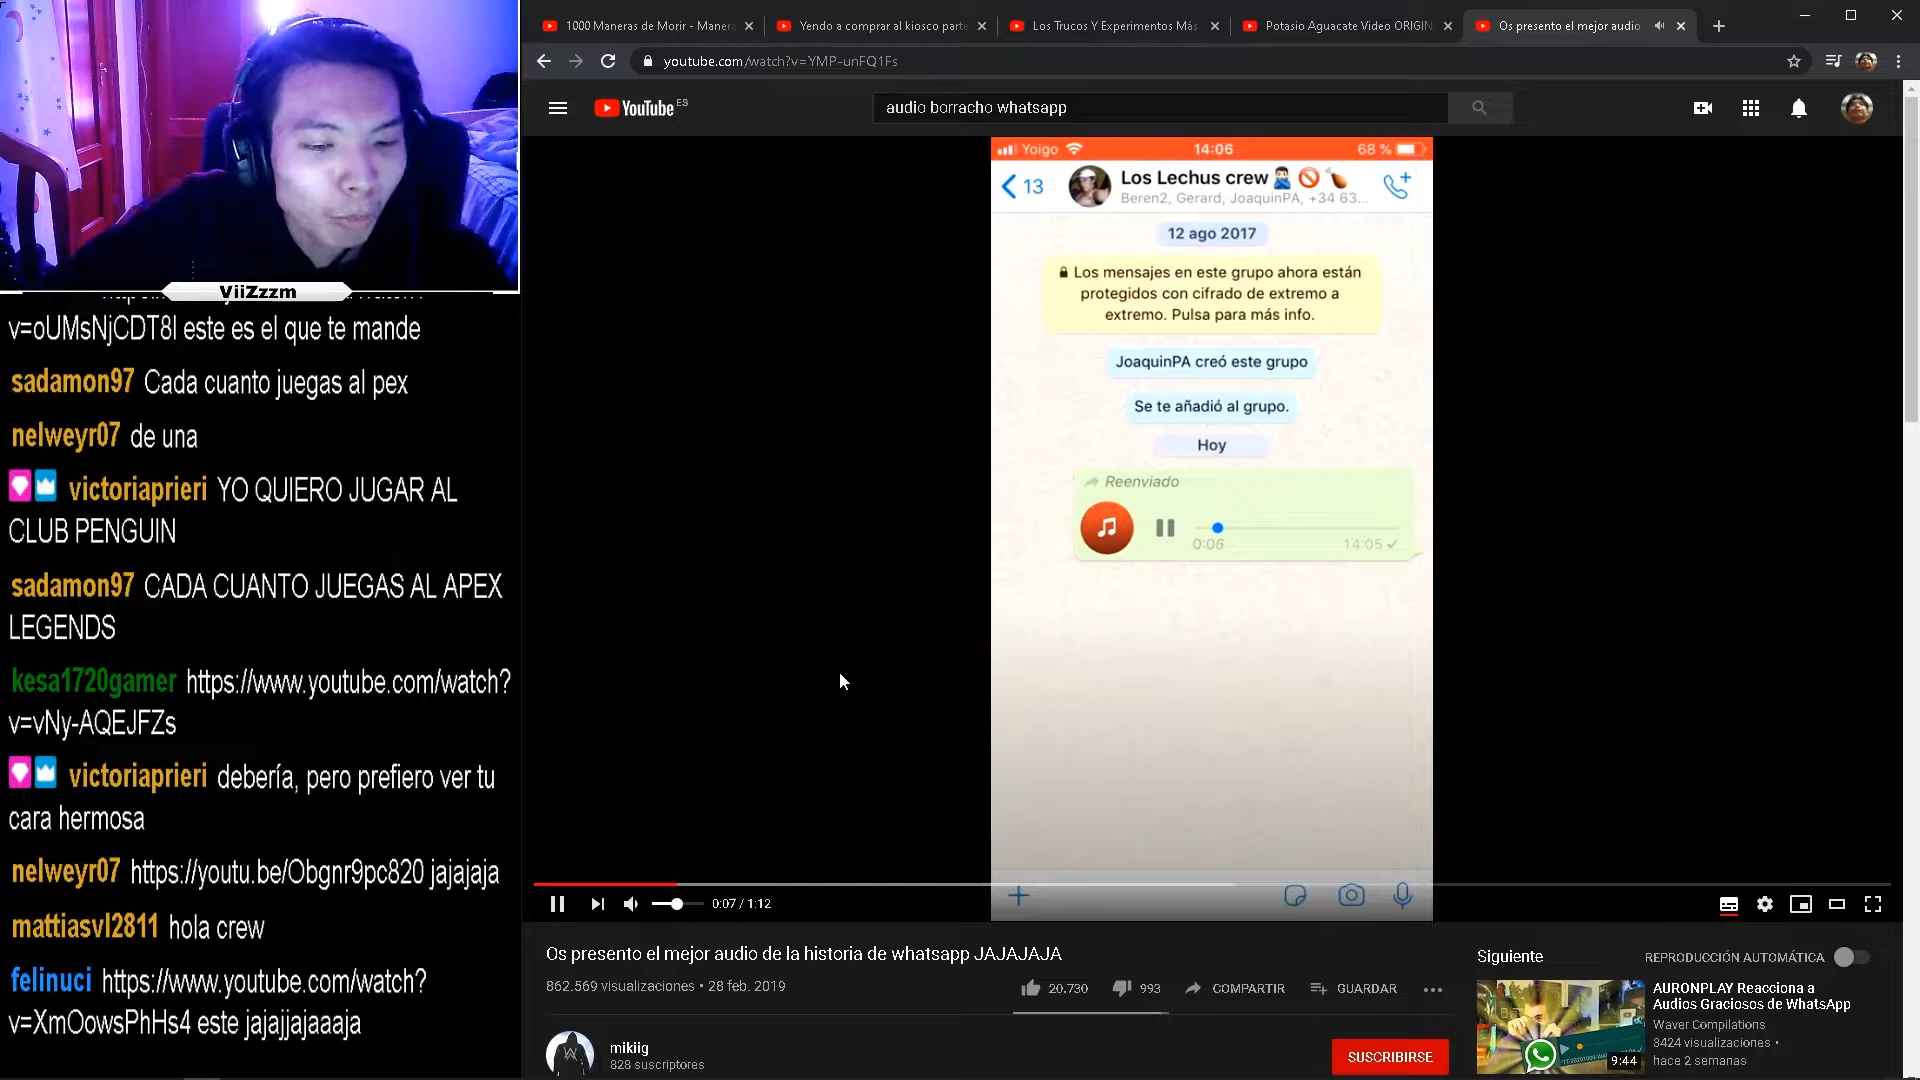 ViiZzzm
v=oUMsNjCDT8I este es el que te mande
sadamon97 Cada cuanto juegas al pex
nelweyr07 de una
victoriaprieri YO QUIERO JUGAR AL
CLUB PENGUIN
sadamon97 CADA CUANTO JUEGAS AL APEX
LEGENDS
kesa1720gamer https://www.youtube.com/watch?
v=vNy-AQEJFZs
victoriaprieri debería, pero prefiero ver tu
cara hermosa
nelweyr07 https://youtu.be/Obgnr9pc820 jajajaja
mattiasvl2811 hola crew
felinuci https://www.youtube.com/watch?
v=XmOowsPhHs4 este jajajjajaaaja
1000 Maneras de Morir - Manera
Yendo a comprar al kiosco parte
Los Trucos Y Experimentos Más
Potasio Aguacate Video ORIGIN
Os presento el mejor audio
youtube.com/watch?v=YMP-unFQ1Fs
YouTube ES
audio borracho whatsapp
Yoigo 14:06 68 %
13 Los Lechus crew
Beren2, Gerard, JoaquinPA, +34 63...
12 ago 2017
Los mensajes en este grupo ahora están
protegidos con cifrado de extremo a
extremo. Pulsa para más info.
JoaquinPA creó este grupo
Se te añadió al grupo.
Hoy
Reenviado
0:06 14:05
0:07 / 1:12
Os presento el mejor audio de la historia de whatsapp JAJAJAJA
862.569 visualizaciones • 28 feb. 2019
20.730 993 COMPARTIR GUARDAR
mikiig
828 suscriptores
SUSCRIBIRSE
Siguiente REPRODUCCIÓN AUTOMÁTICA
AURONPLAY Reacciona a
Audios Graciosos de WhatsApp
Waver Compilations
3424 visualizaciones •
hace 2 semanas
9:44